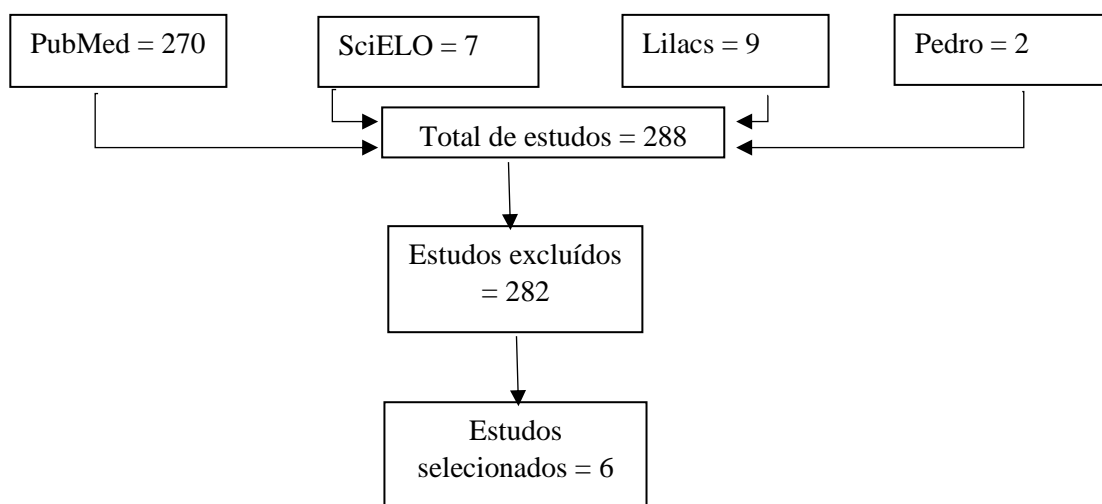 PubMed = 270
SciELO = 7
Lilacs = 9
Pedro = 2
Total de estudos = 288
Estudos excluídos
= 282
Estudos
selecionados = 6